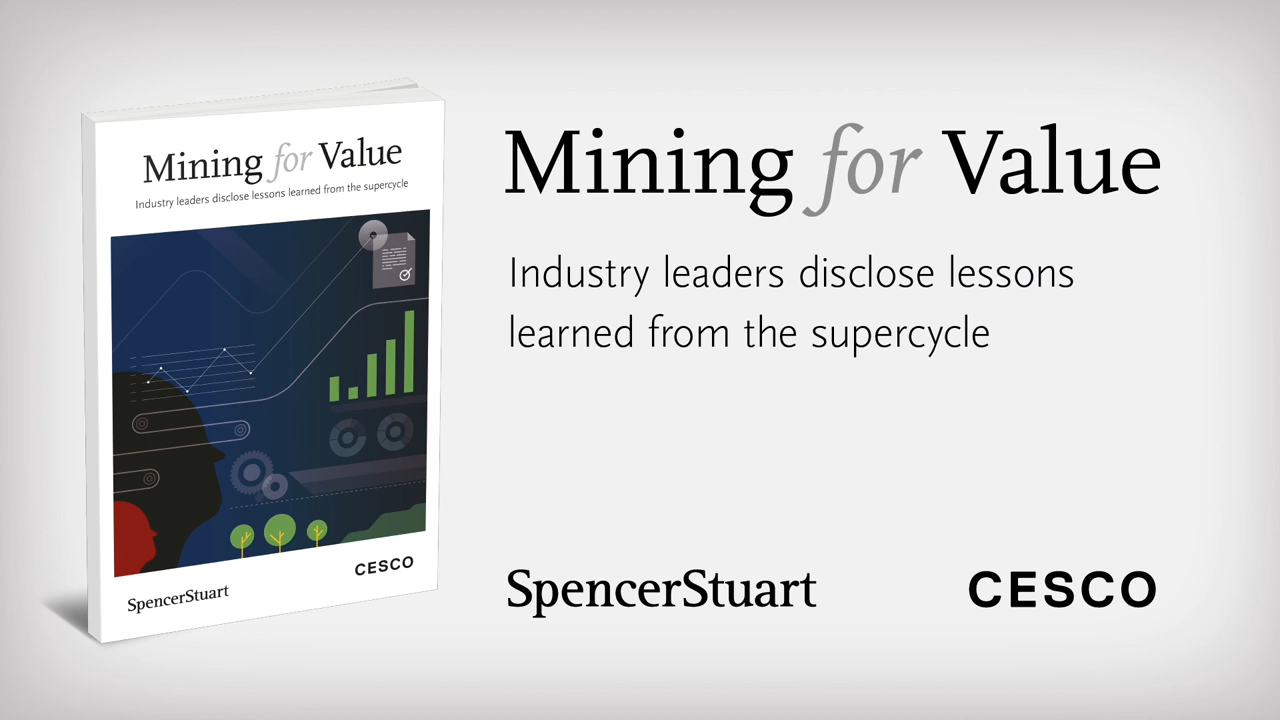 Mining for Value
Industry leaders disclose lessons learned from the supercycle
SpencerStuart
CESCO
Mining for Value
Industry leaders disclose lessons
learned from the supercycle
SpencerStuart
CESCO